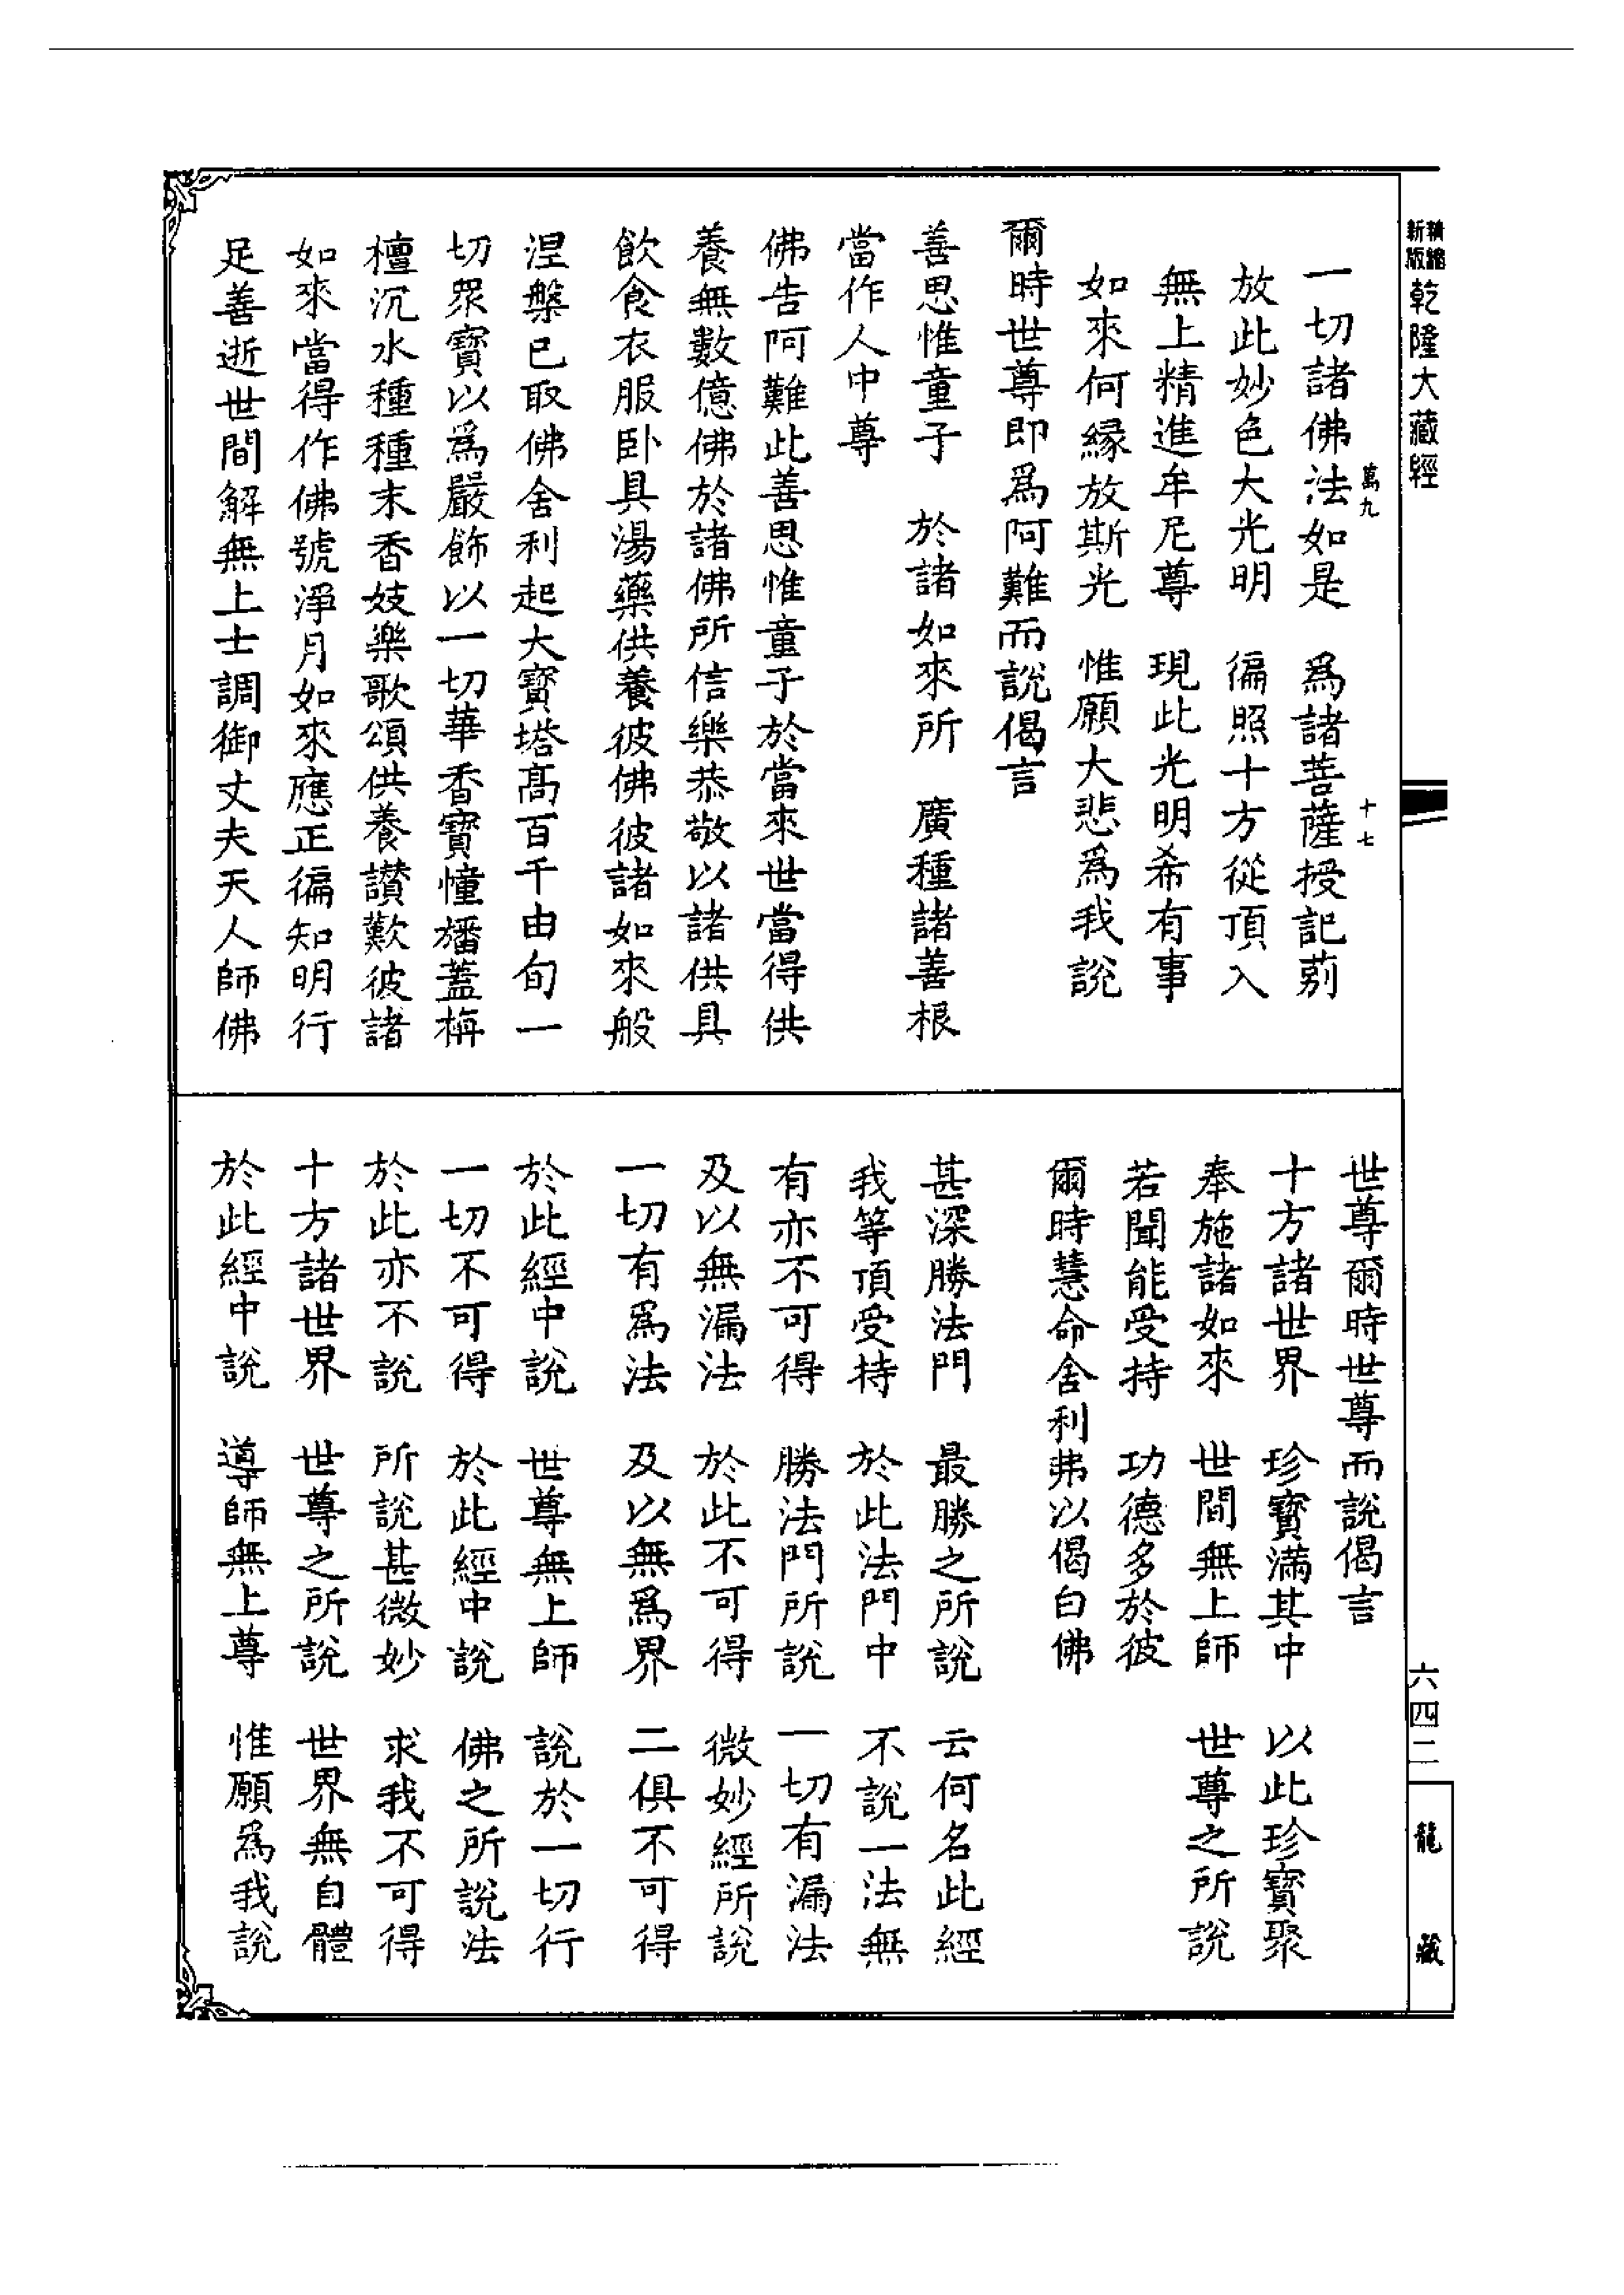 新版精縮乾隆大藏經
萬九　十七
一切諸佛法如是　爲諸菩薩授記莂
放此妙色大光明　徧照十方從頂入
無上精進牟尼尊　現此光明希有事
如來何縁放斯光　惟願大悲爲我說
爾時世尊即爲阿難而說偈言
善思惟童子　於諸如來所　廣種諸善根
當作人中尊
佛告阿難此善思惟童子於當來世當得供
養無數億佛於諸佛所信樂恭敬以諸供具
飲食衣服卧具湯藥供養彼佛彼諸如來般
涅槃已取佛舍利起大寶塔高百千由旬一
切眾寶以爲嚴飾以一切華香寶幢旛蓋栴
檀沉水種種末香妓樂歌頌供養讃歎彼諸
如來當得作佛號淨月如來應正徧知明行
足善逝世間解無上士調御丈夫天人師佛
世尊爾時世尊而說偈言
十方諸世界　珍寶滿其中　以此珍寶聚
奉施諸如來　世間無上師　世尊之所說
若聞能受持　功德多於彼
爾時慧命舍利弗以偈白佛
甚深勝法門　最勝之所說　云何名此經
我等頂受持　於此法門中　不說一法無
有亦不可得　勝法門所說　一切有漏法
及以無漏法　於此不可得　微妙經所說
一切有爲法　及以無爲界　二俱不可得
於此經中說　世尊無上師　說於一切行
一切不可得　於此經中說　佛之所說法
於此亦不說　所說甚微妙　求我不可得
十方諸世界　世尊之所說　世界無自體
於此經中說　導師無上尊　惟願爲我說
六四二
龍藏